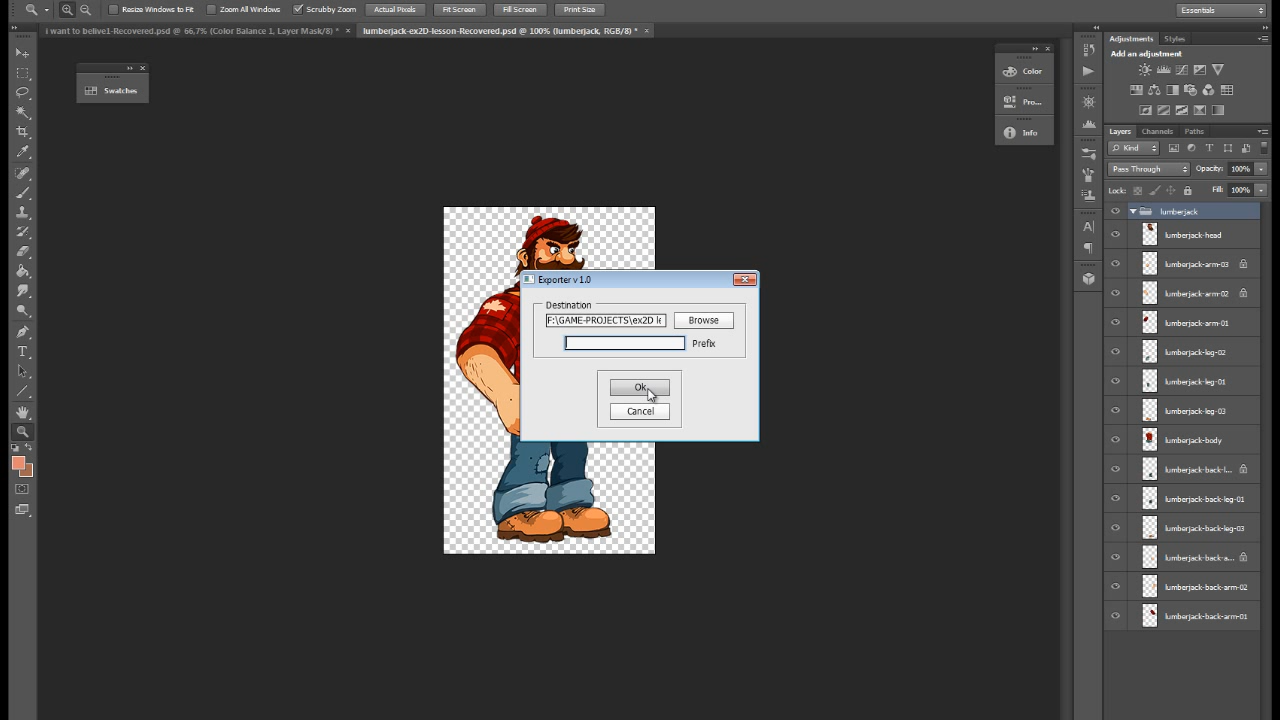 Resize Windows to Fit
Zoom All Windows
Scrubby Zoom
Actual Pixels
Fit Screen
Fill Screen
Print Size
Essentials
i want to belive1-Recovered.psd @ 66,7% (Color Balance 1, Layer Mask/8) *
lumberjack-ex2D-lesson-Recovered.psd @ 100% (lumberjack, RGB/8) *
Swatches
Color
Pro...
Info
Adjustments
Styles
Add an adjustment
Layers
Channels
Paths
Kind
Pass Through
Opacity: 100%
Lock:
Fill: 100%
lumberjack
lumberjack-head
lumberjack-arm-03
lumberjack-arm-02
lumberjack-arm-01
lumberjack-leg-02
lumberjack-leg-01
lumberjack-leg-03
lumberjack-body
lumberjack-back-l...
lumberjack-back-leg-01
lumberjack-back-leg-03
lumberjack-back-a...
lumberjack-back-arm-02
lumberjack-back-arm-01
Exporter v 1.0
Destination
F:\GAME-PROJECTS\ex2D le
Browse
Prefix
Ok
Cancel